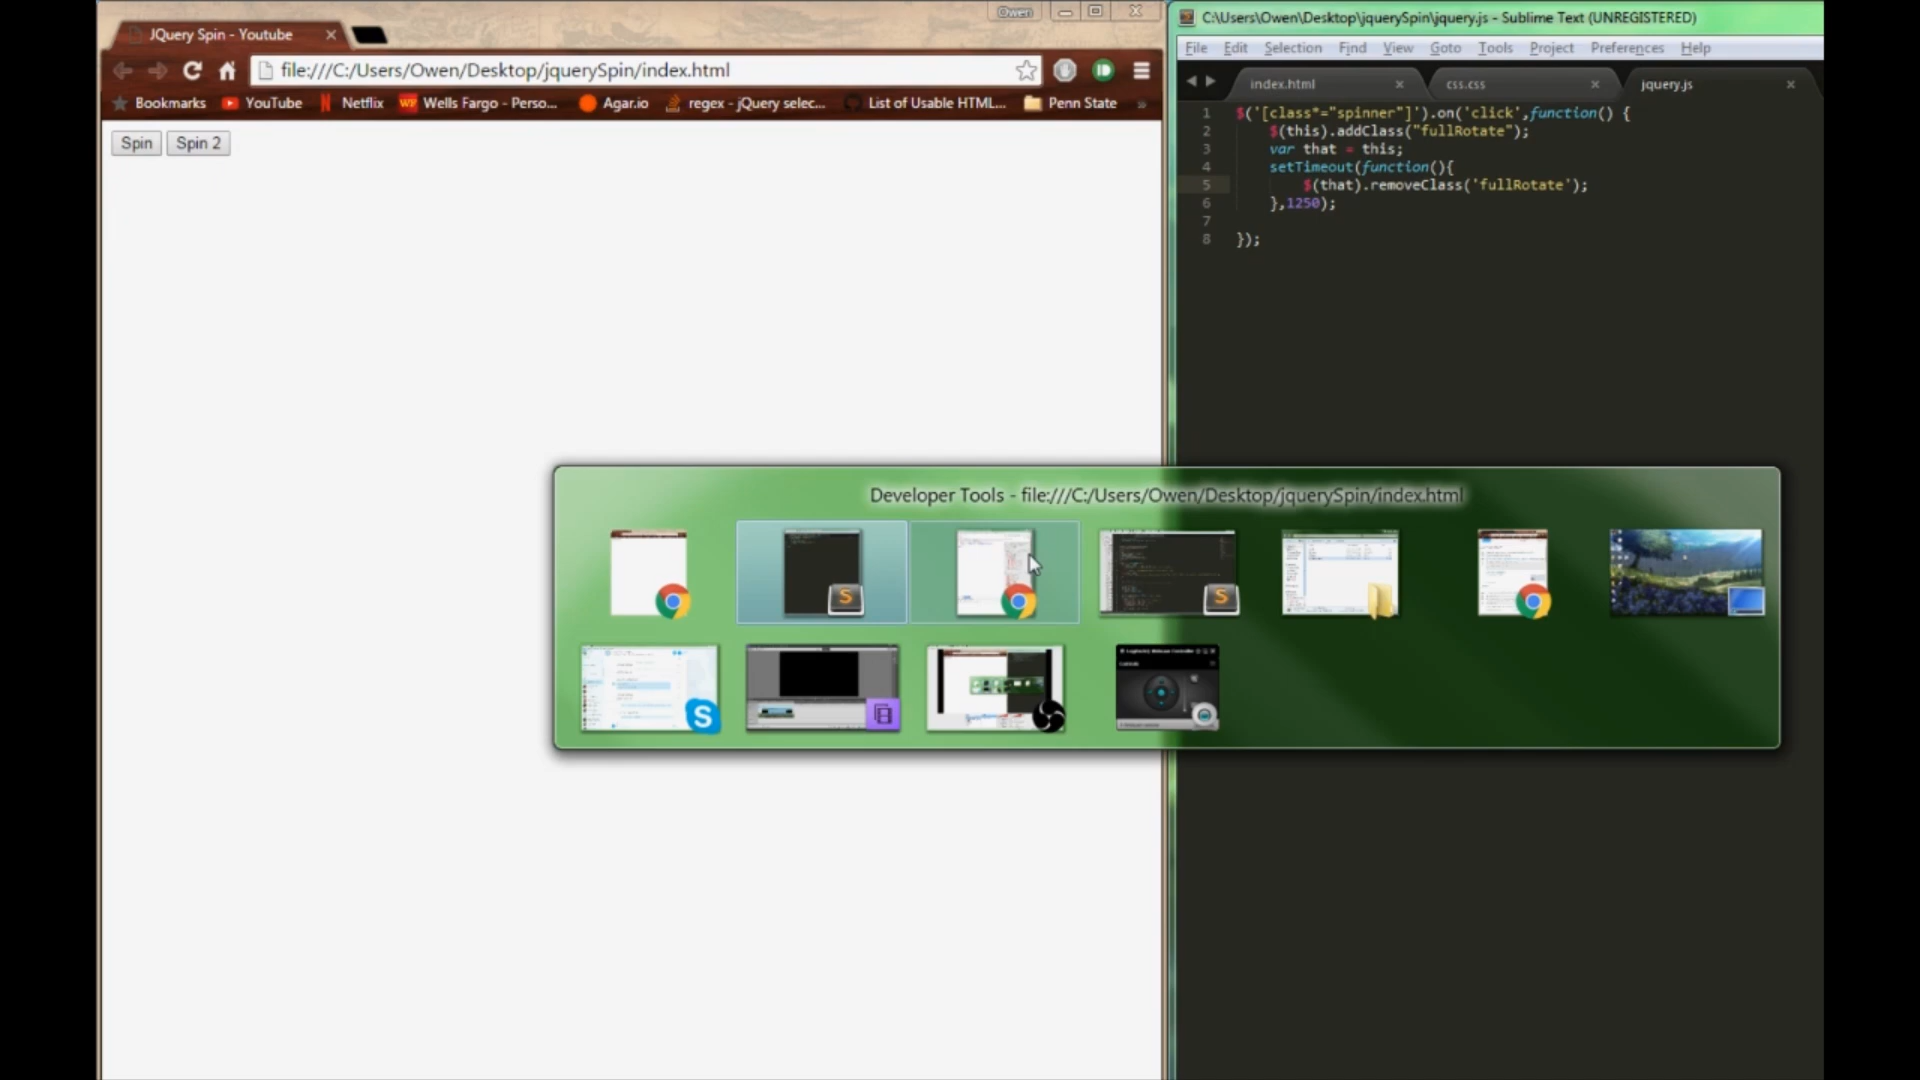 Owen
JQuery Spin - Youtube
file:///C:/Users/Owen/Desktop/jquerySpin/index.html
Bookmarks YouTube Netflix Wells Fargo - Perso... Agar.io regex - jQuery selec... List of Usable HTML... Penn State »
Spin Spin 2
C:\Users\Owen\Desktop\jquerySpin\jquery.js - Sublime Text (UNREGISTERED)
File Edit Selection Find View Goto Tools Project Preferences Help
index.html css.css jquery.js
1 $('[class*="spinner"]').on('click',function() {
2 $(this).addClass("fullRotate");
3 var that = this;
4 setTimeout(function(){
5 $(that).removeClass('fullRotate');
6 },1250);
7
8 });
Developer Tools - file:///C:/Users/Owen/Desktop/jquerySpin/index.html